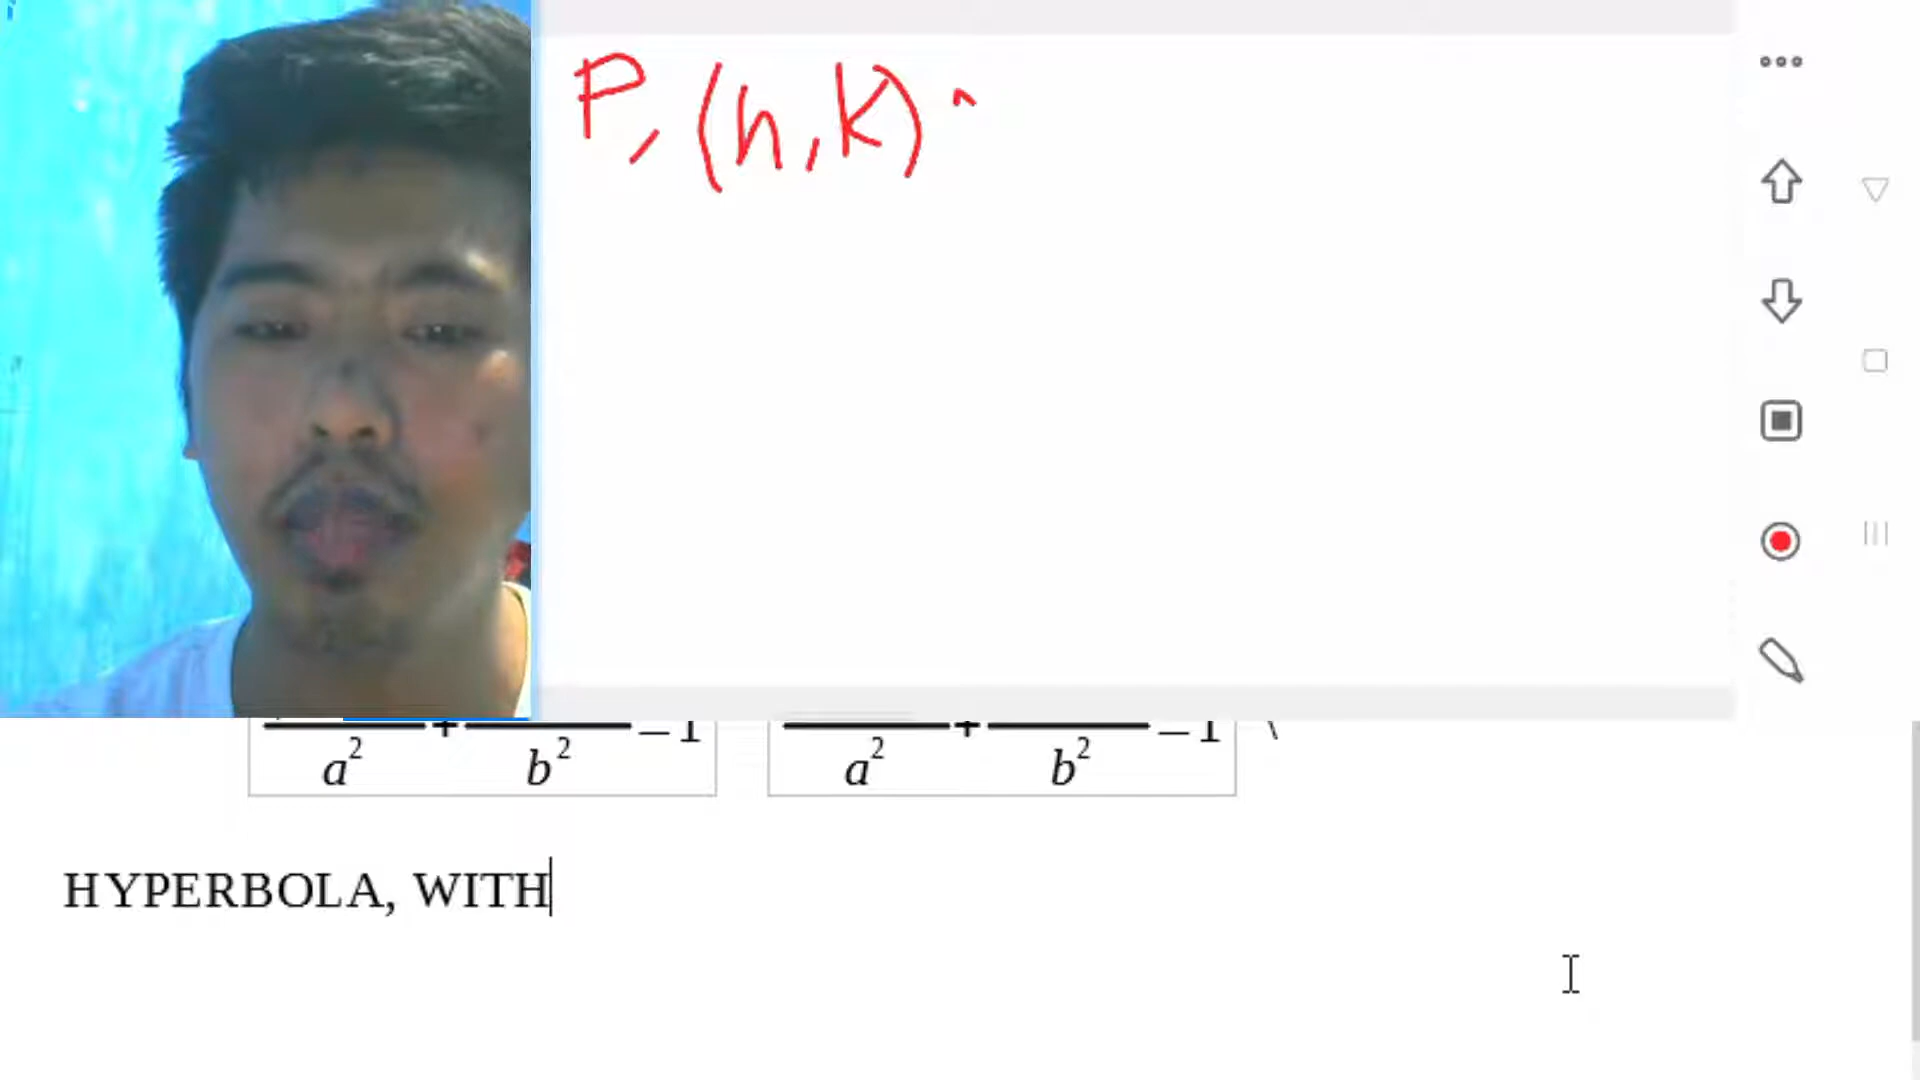 P, (h, k)
a² + b² = 1 a² + b² = 1 \
HYPERBOLA, WITH